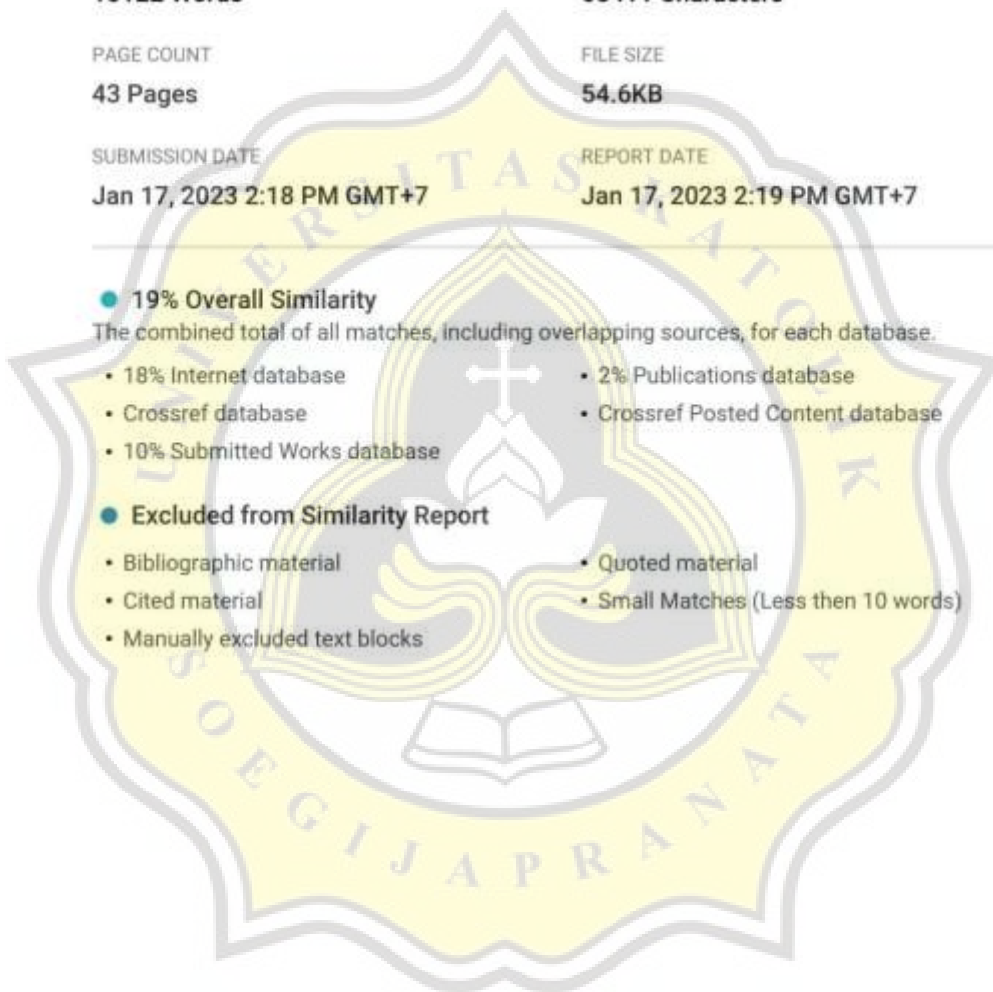 Words Characters
PAGE COUNT FILE SIZE
43 Pages 54.6KB
SUBMISSION DATE REPORT DATE
Jan 17, 2023 2:18 PM GMT+7 Jan 17, 2023 2:19 PM GMT+7
● 19% Overall Similarity
The combined total of all matches, including overlapping sources, for each database.
• 18% Internet database • 2% Publications database
• Crossref database • Crossref Posted Content database
• 10% Submitted Works database
● Excluded from Similarity Report
• Bibliographic material • Quoted material
• Cited material • Small Matches (Less then 10 words)
• Manually excluded text blocks
UNIVERSITAS KATOLIK
SOEGIJAPRANATA